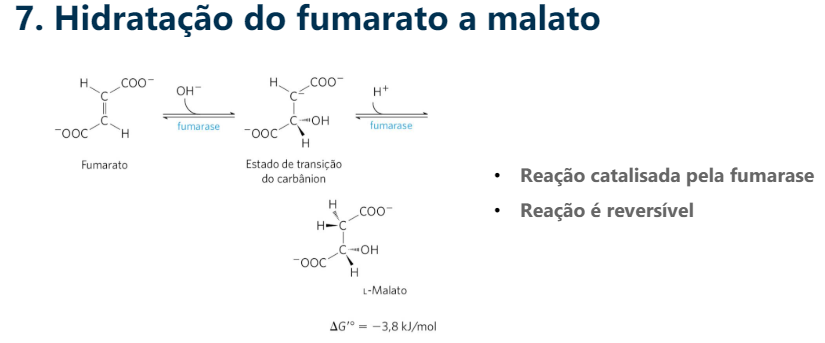 7. Hidratação do fumarato a malato
H
COO⁻
C
C
⁻OOC
H
Fumarato
OH⁻
fumarase
H
COO⁻
C⁻
C
OH
⁻OOC
H
Estado de transição
do carbânion
H⁺
fumarase
H
H
C
COO⁻
C
OH
⁻OOC
H
L-Malato
ΔG′° = −3,8 kJ/mol
• Reação catalisada pela fumarase
• Reação é reversível